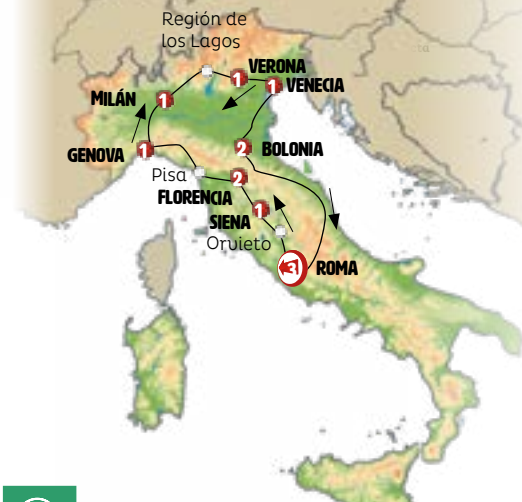 Región de
los Lagos
VERONA
1
1
VENECIA
MILÁN
1
2
BOLONIA
GENOVA
1
Pisa
2
FLORENCIA
SIENA
1
Orvieto
3
ROMA